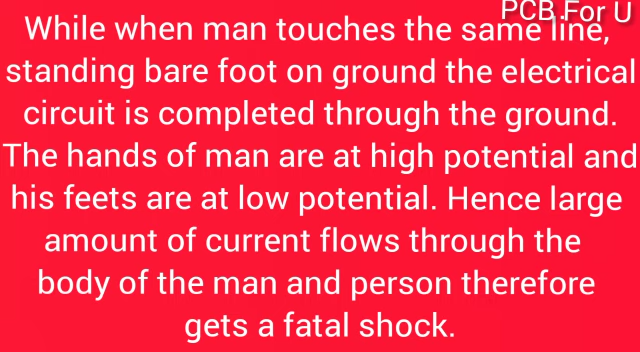 PCB For U
While when man touches the same line,
standing bare foot on ground the electrical
circuit is completed through the ground.
The hands of man are at high potential and
his feets are at low potential. Hence large
amount of current flows through the
body of the man and person therefore
gets a fatal shock.